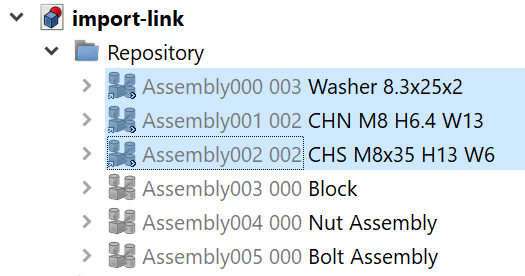 import-link
Repository
Assembly000 003 Washer 8.3x25x2
Assembly001 002 CHN M8 H6.4 W13
Assembly002 002 CHS M8x35 H13 W6
Assembly003 000 Block
Assembly004 000 Nut Assembly
Assembly005 000 Bolt Assembly